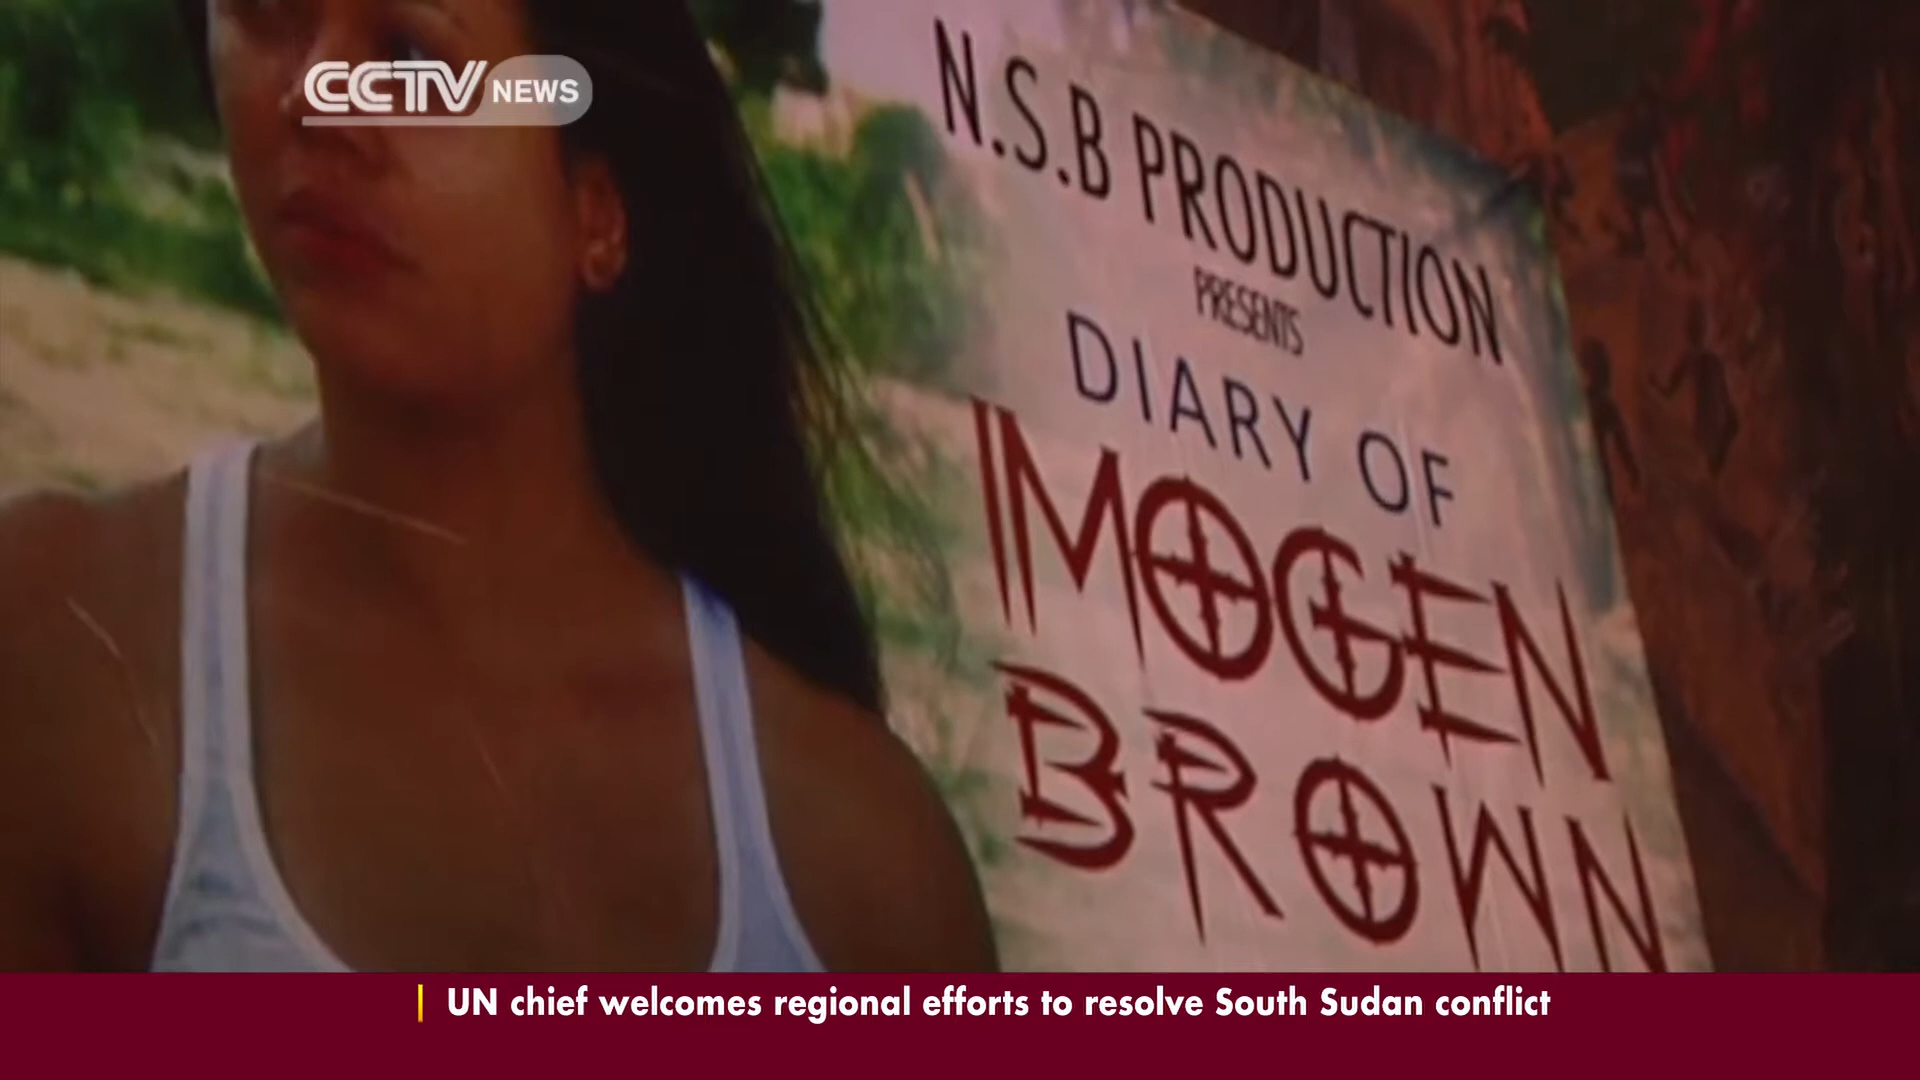 CCTV NEWS
N.S.B PRODUCTION
PRESENTS
DIARY OF
IMOGEN
BROWN
UN chief welcomes regional efforts to resolve South Sudan conflict